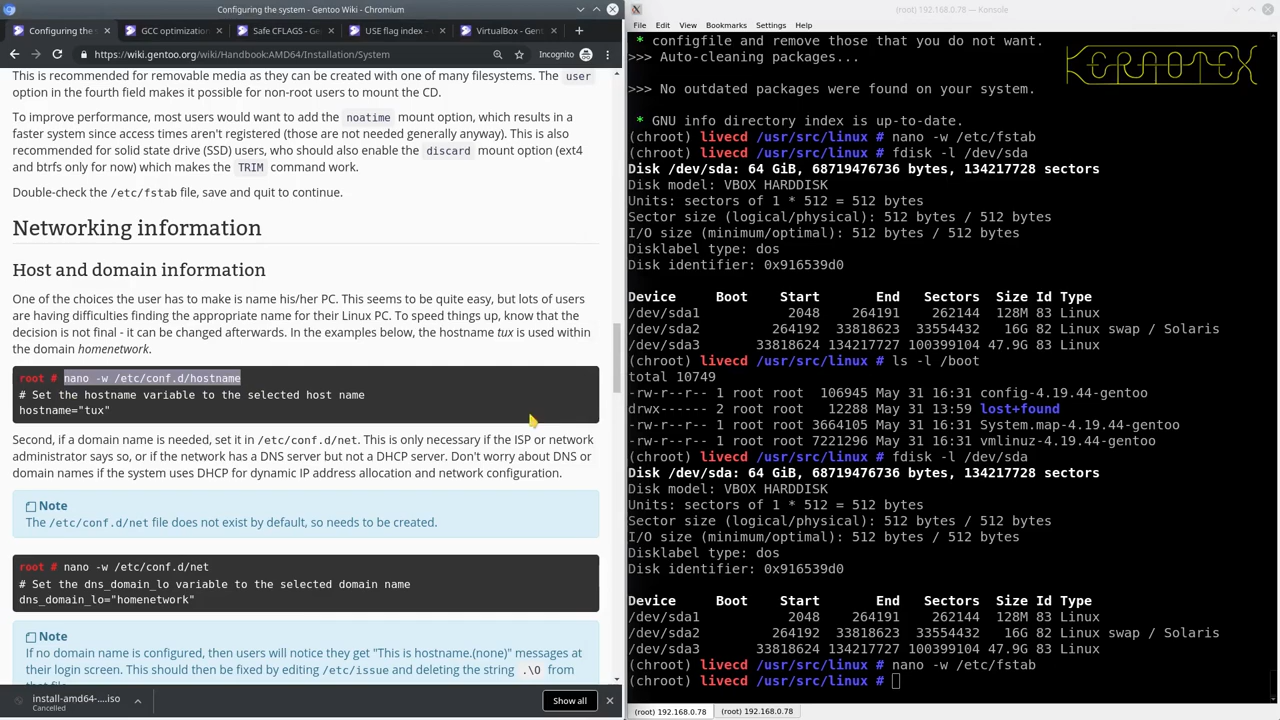 Configuring the system - Gentoo Wiki - Chromium
Configuring the
GCC optimization
Safe CFLAGS -
USE flag index –
VirtualBox – Gen
https://wiki.gentoo.org/wiki/Handbook:AMD64/Installation/System
Incognito
This is recommended for removable media as they can be created with one of many filesystems. The user
option in the fourth field makes it possible for non-root users to mount the CD.
To improve performance, most users would want to add the noatime mount option, which results in a
faster system since access times aren't registered (those are not needed generally anyway). This is also
recommended for solid state drive (SSD) users, who should also enable the discard mount option (ext4
and btrfs only for now) which makes the TRIM command work.
Double-check the /etc/fstab file, save and quit to continue.
Networking information
Host and domain information
One of the choices the user has to make is name his/her PC. This seems to be quite easy, but lots of users
are having difficulties finding the appropriate name for their Linux PC. To speed things up, know that the
decision is not final - it can be changed afterwards. In the examples below, the hostname tux is used within
the domain homenetwork.
root # nano -w /etc/conf.d/hostname
# Set the hostname variable to the selected host name
hostname="tux"
Second, if a domain name is needed, set it in /etc/conf.d/net. This is only necessary if the ISP or network
administrator says so, or if the network has a DNS server but not a DHCP server. Don't worry about DNS or
domain names if the system uses DHCP for dynamic IP address allocation and network configuration.
Note
The /etc/conf.d/net file does not exist by default, so needs to be created.
root # nano -w /etc/conf.d/net
# Set the dns_domain_lo variable to the selected domain name
dns_domain_lo="homenetwork"
Note
If no domain name is configured, then users will notice they get "This is hostname.(none)" messages at
their login screen. This should then be fixed by editing /etc/issue and deleting the string .\O from
install-amd64-....iso
Cancelled
Show all
(root) 192.168.0.78 — Konsole
File Edit View Bookmarks Settings Help
KERNOTEX
* configfile and remove those that you do not want.
>>> Auto-cleaning packages...
>>> No outdated packages were found on your system.
* GNU info directory index is up-to-date.
(chroot) livecd /usr/src/linux # nano -w /etc/fstab
(chroot) livecd /usr/src/linux # fdisk -l /dev/sda
Disk /dev/sda: 64 GiB, 68719476736 bytes, 134217728 sectors
Disk model: VBOX HARDDISK
Units: sectors of 1 * 512 = 512 bytes
Sector size (logical/physical): 512 bytes / 512 bytes
I/O size (minimum/optimum): 512 bytes / 512 bytes
Disklabel type: dos
Disk identifier: 0x916539d0
Device Boot Start End Sectors Size Id Type
/dev/sda1 2048 264191 262144 128M 83 Linux
/dev/sda2 264192 33818623 33554432 16G 82 Linux swap / Solaris
/dev/sda3 33818624 134217727 100399104 47.9G 83 Linux
(chroot) livecd /usr/src/linux # ls -l /boot
total 10749
-rw-r--r-- 1 root root 106945 May 31 16:31 config-4.19.44-gentoo
drwx------ 2 root root 12288 May 31 13:59 lost+found
-rw-r--r-- 1 root root 3664105 May 31 16:31 System.map-4.19.44-gentoo
-rw-r--r-- 1 root root 7221296 May 31 16:31 vmlinuz-4.19.44-gentoo
(chroot) livecd /usr/src/linux # fdisk -l /dev/sda
Disk /dev/sda: 64 GiB, 68719476736 bytes, 134217728 sectors
Disk model: VBOX HARDDISK
Units: sectors of 1 * 512 = 512 bytes
Sector size (logical/physical): 512 bytes / 512 bytes
I/O size (minimum/optimum): 512 bytes / 512 bytes
Disklabel type: dos
Disk identifier: 0x916539d0
Device Boot Start End Sectors Size Id Type
/dev/sda1 2048 264191 262144 128M 83 Linux
/dev/sda2 264192 33818623 33554432 16G 82 Linux swap / Solaris
/dev/sda3 33818624 134217727 100399104 47.9G 83 Linux
(chroot) livecd /usr/src/linux # nano -w /etc/fstab
(chroot) livecd /usr/src/linux #
(root) 192.168.0.78
(root) 192.168.0.78